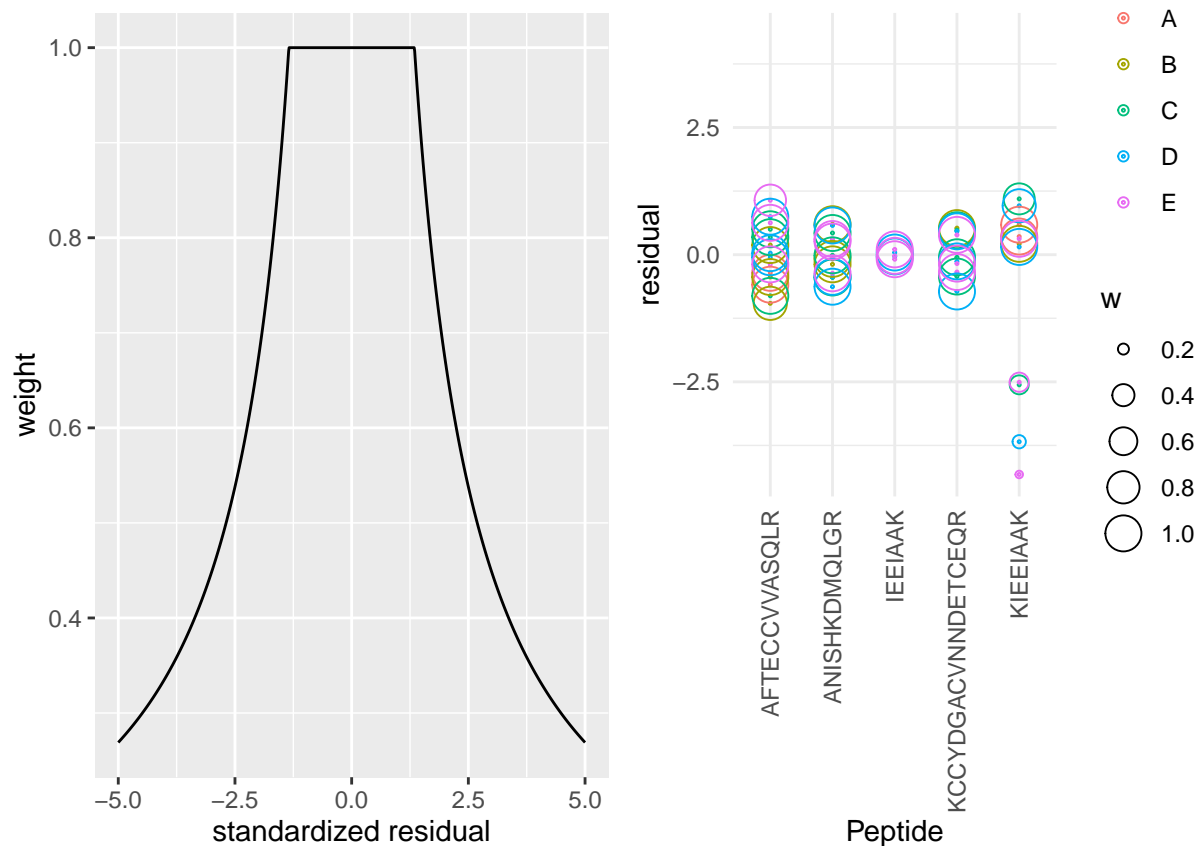 weight
1.0
0.8
0.6
0.4
−5.0
−2.5
0.0
2.5
5.0
standardized residual
residual
2.5
0.0
−2.5
AFTECCVVASQLR
ANISHKDMQLGR
IEEIAAK
KCCYDGACVNNDETCEQR
KIEEIAAK
Peptide
A
B
C
D
E
w
0.2
0.4
0.6
0.8
1.0